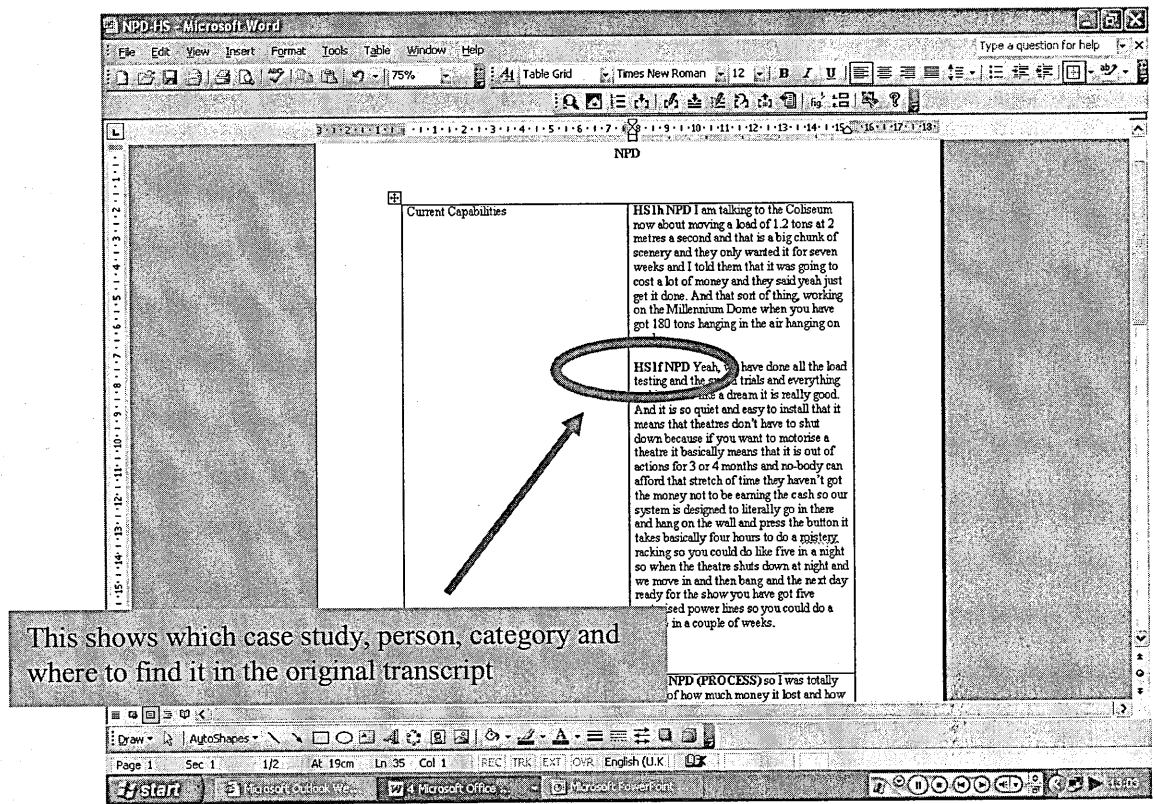 NPD-HS - Microsoft Word
File Edit View Insert Format Tools Table Window Help
Type a question for help
75%
Table Grid
Times New Roman
12
B I U
NPD
Current Capabilities
HS1h NPD I am talking to the Coliseum
now about moving a load of 1.2 tons at 2
metres a second and that is a big chunk of
scenery and they only wanted it for seven
weeks and I told them that it was going to
cost a lot of money and they said yeah just
get it done. And that sort of thing, working
on the Millennium Dome when you have
got 180 tons hanging in the air hanging on
HS1f NPD Yeah, have done all the load
testing and the trials and everything
a dream it is really good.
And it is so quiet and easy to install that it
means that theatres don't have to shut
down because if you want to motorise a
theatre it basically means that it is out of
actions for 3 or 4 months and no-body can
afford that stretch of time they haven't got
the money not to be earning the cash so our
system is designed to literally go in there
and hang on the wall and press the button it
takes basically four hours to do a mistery
racking so you could do like five in a night
so when the theatre shuts down at night and
we move in and then bang and the next day
ready for the show you have got five
power lines so you could do a
in a couple of weeks.
This shows which case study, person, category and
where to find it in the original transcript
NPD (PROCESS) so I was totally
of how much money it lost and how
Draw AutoShapes
Page 1 Sec 1 1/2 At 19cm Ln 35 Col 1 REC TRK EXT OVR English (U.K
start
Microsoft Outlook We...
4 Microsoft Office ...
Microsoft PowerPoint ...
13:03